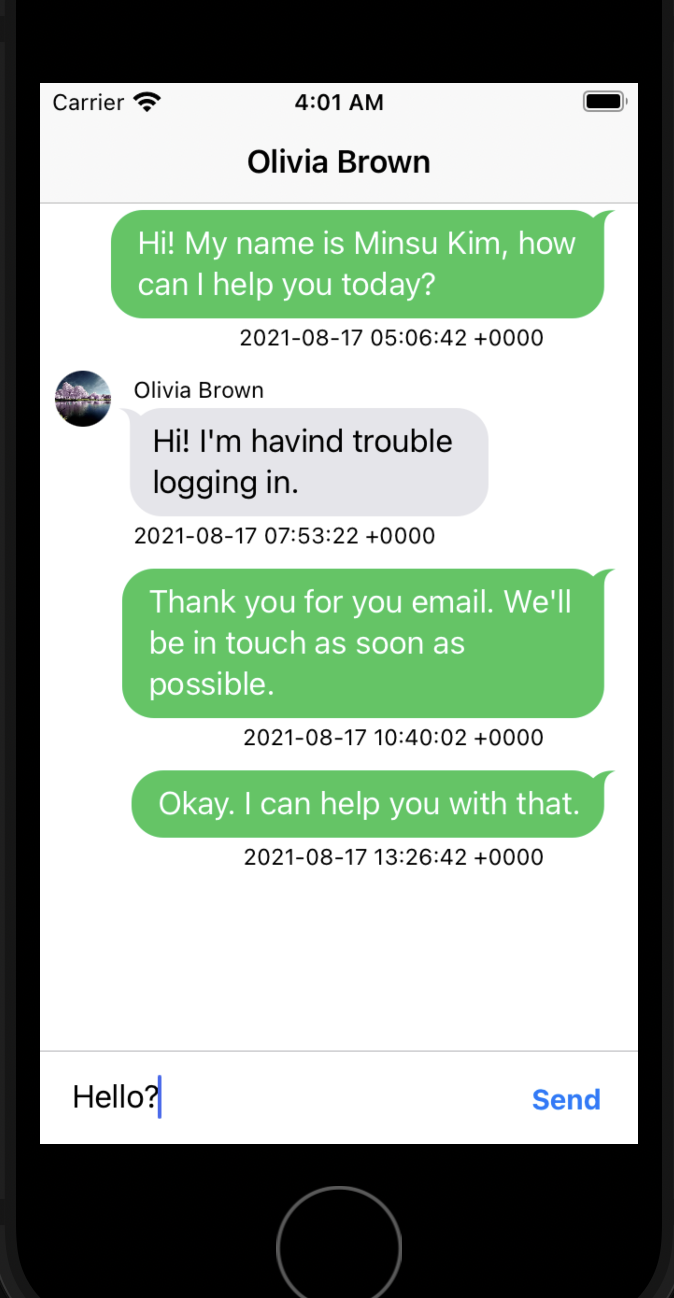 Carrier 4:01 AM
Olivia Brown
Hi! My name is Minsu Kim, how
can I help you today?
2021-08-17 05:06:42 +0000
Olivia Brown
Hi! I'm havind trouble
logging in.
2021-08-17 07:53:22 +0000
Thank you for you email. We'll
be in touch as soon as
possible.
2021-08-17 10:40:02 +0000
Okay. I can help you with that.
2021-08-17 13:26:42 +0000
Hello? Send